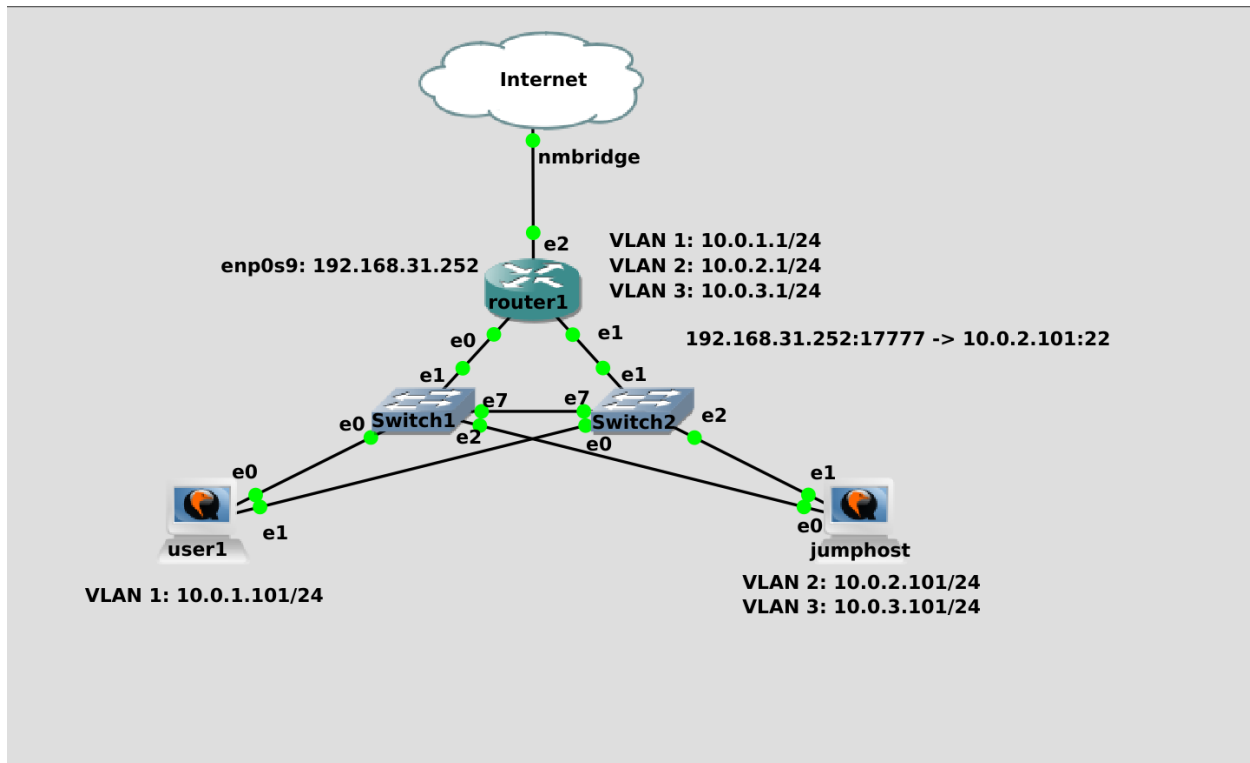 Internet
nmbridge
e2
VLAN 1: 10.0.1.1/24
enp0s9: 192.168.31.252
VLAN 2: 10.0.2.1/24
VLAN 3: 10.0.3.1/24
router1
e0
e1
192.168.31.252:17777 -> 10.0.2.101:22
e1
e1
e7
e7
e0
Switch1
Switch2
e2
e2
e0
e0
e1
e1
e0
user1
jumphost
VLAN 1: 10.0.1.101/24
VLAN 2: 10.0.2.101/24
VLAN 3: 10.0.3.101/24